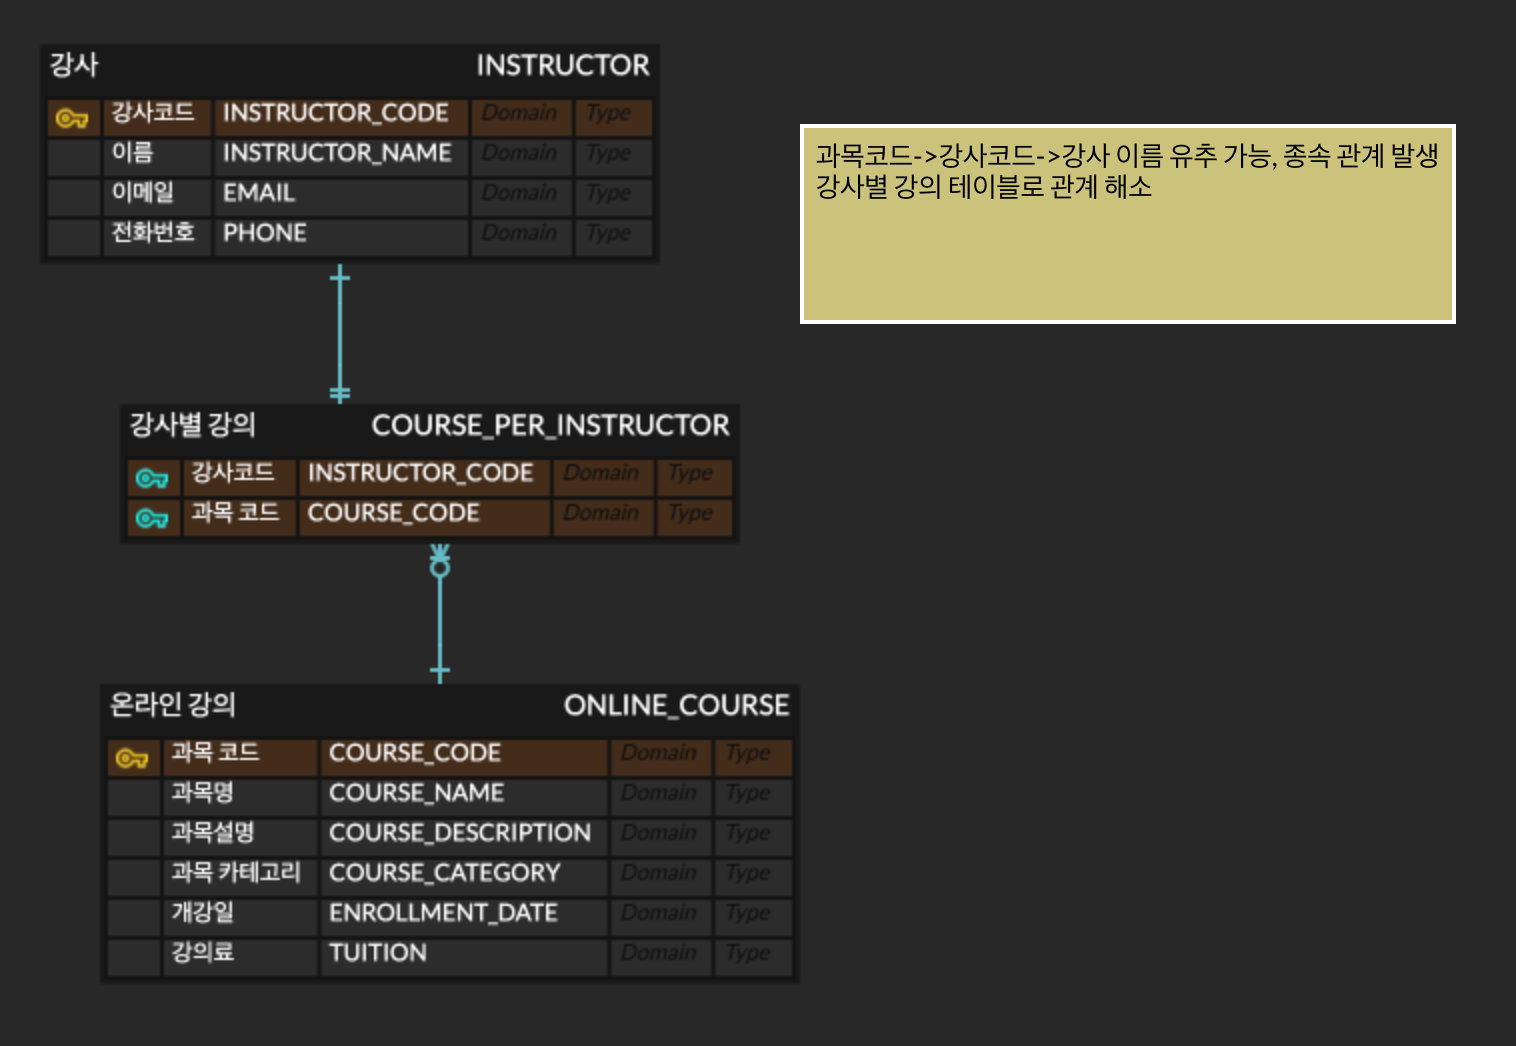 강사 INSTRUCTOR
강사코드 INSTRUCTOR_CODE Domain Type
이름 INSTRUCTOR_NAME Domain Type
이메일 EMAIL Domain Type
전화번호 PHONE Domain Type
과목코드->강사코드->강사 이름 유추 가능, 종속 관계 발생
강사별 강의 테이블로 관계 해소
강사별 강의 COURSE_PER_INSTRUCTOR
강사코드 INSTRUCTOR_CODE Domain Type
과목 코드 COURSE_CODE Domain Type
온라인 강의 ONLINE_COURSE
과목 코드 COURSE_CODE Domain Type
과목명 COURSE_NAME Domain Type
과목설명 COURSE_DESCRIPTION Domain Type
과목 카테고리 COURSE_CATEGORY Domain Type
개강일 ENROLLMENT_DATE Domain Type
강의료 TUITION Domain Type